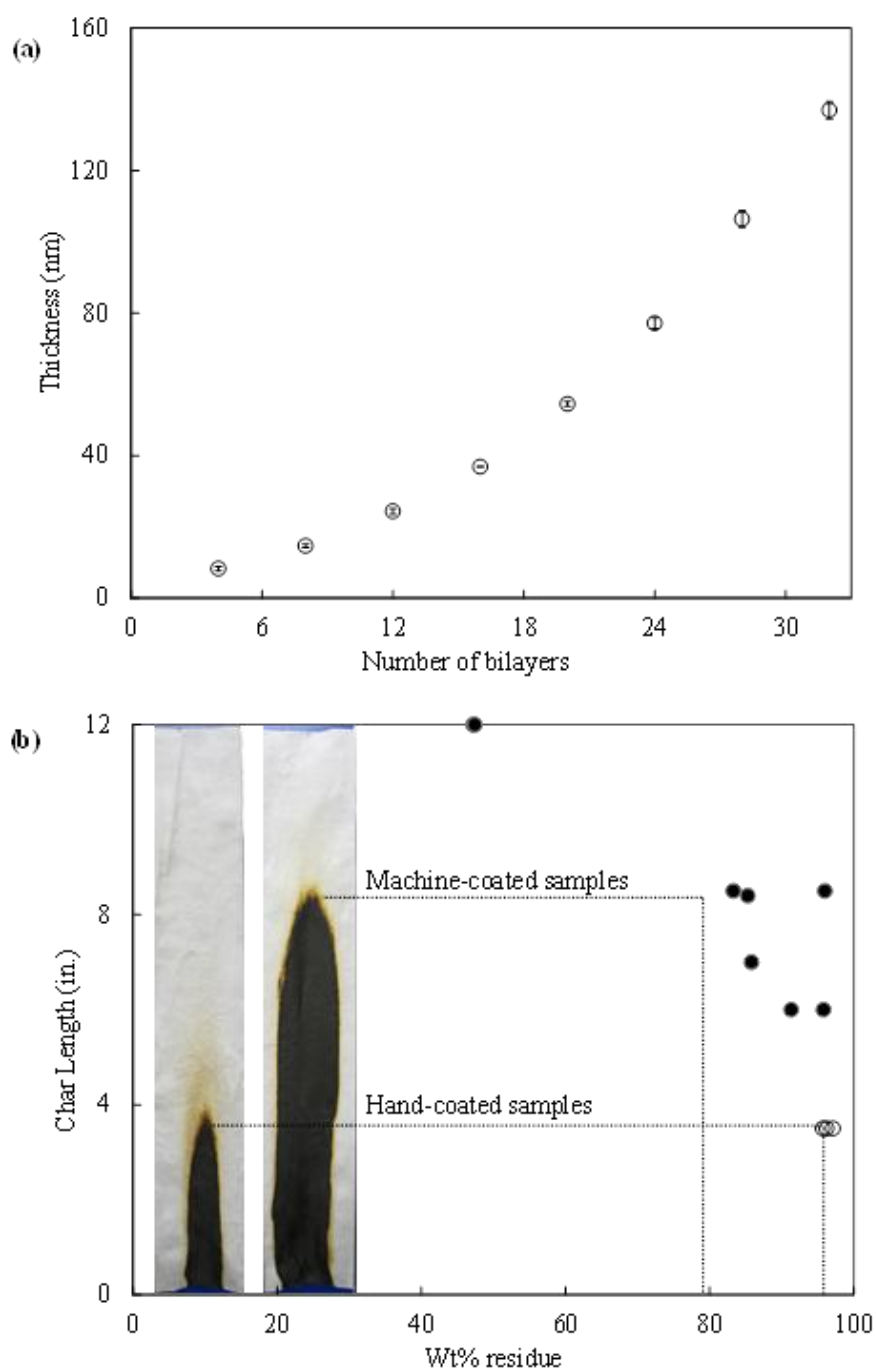 (a)
160
120
80
40
0
Thickness (nm)
0 6 12 18 24 30
Number of bilayers
(b)
12
8
4
0
Char Length (in.)
Machine-coated samples
Hand-coated samples
0 20 40 60 80 100
Wt% residue